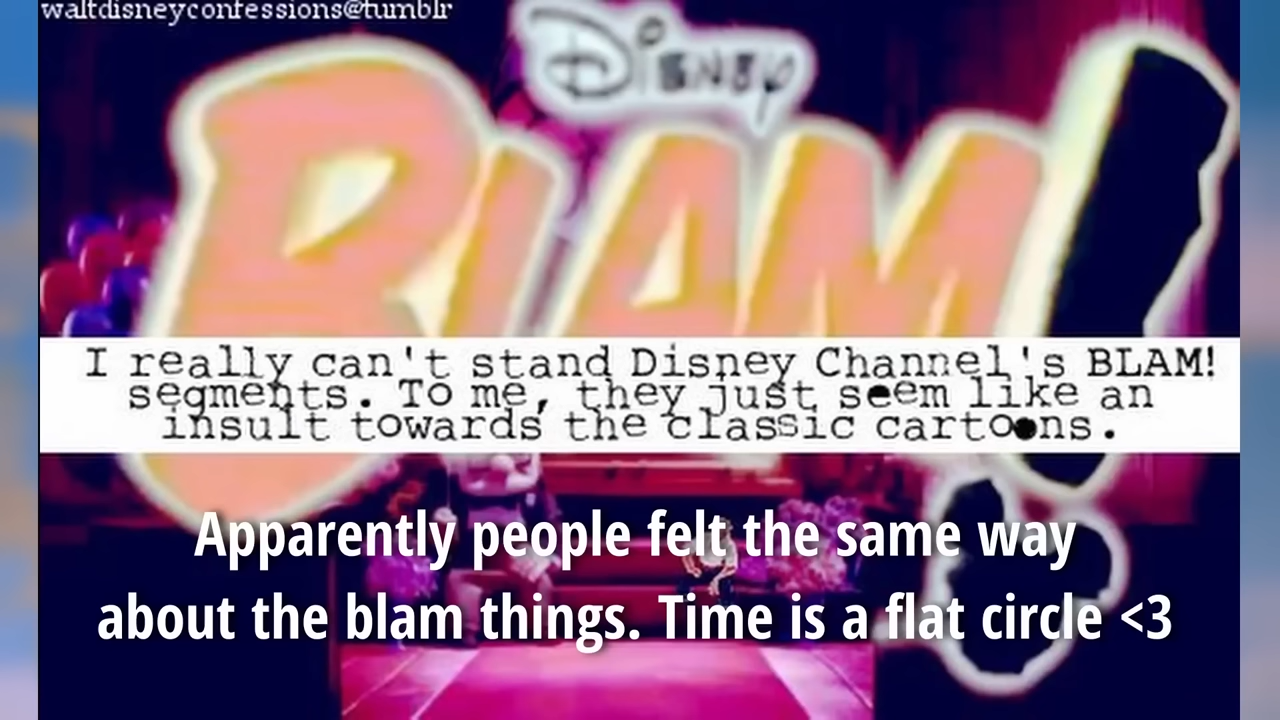 waltdisneyconfessions@tumblr
Disney
BLAM!
I really can't stand Disney Channel's BLAM!
segments. To me, they just seem like an
insult towards the classic cartoons.
Apparently people felt the same way
about the blam things. Time is a flat circle <3